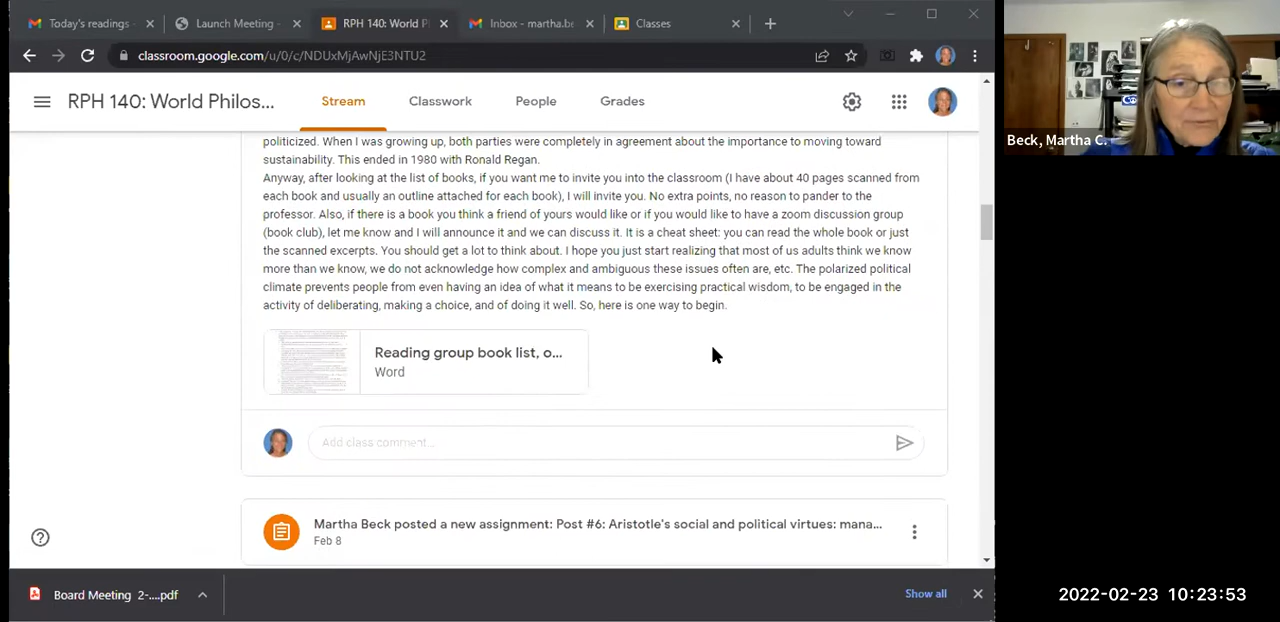 Today's readings -
Launch Meeting -
RPH 140: World P
Inbox - martha.be
Classes
classroom.google.com/u/0/c/NDUxMjAwNjE3NTU2
RPH 140: World Philos...
Stream
Classwork
People
Grades
politicized. When I was growing up, both parties were completely in agreement about the importance to moving toward
sustainability. This ended in 1980 with Ronald Regan.
Anyway, after looking at the list of books, if you want me to invite you into the classroom (I have about 40 pages scanned from
each book and usually an outline attached for each book), I will invite you. No extra points, no reason to pander to the
professor. Also, if there is a book you think a friend of yours would like or if you would like to have a zoom discussion group
(book club), let me know and I will announce it and we can discuss it. It is a cheat sheet: you can read the whole book or just
the scanned excerpts. You should get a lot to think about. I hope you just start realizing that most of us adults think we know
more than we know, we do not acknowledge how complex and ambiguous these issues often are, etc. The polarized political
climate prevents people from even having an idea of what it means to be exercising practical wisdom, to be engaged in the
activity of deliberating, making a choice, and of doing it well. So, here is one way to begin.
Reading group book list, o...
Word
Add class comment...
Martha Beck posted a new assignment: Post #6: Aristotle's social and political virtues: mana...
Feb 8
Board Meeting 2-....pdf
Show all
Beck, Martha C.
2022-02-23 10:23:53